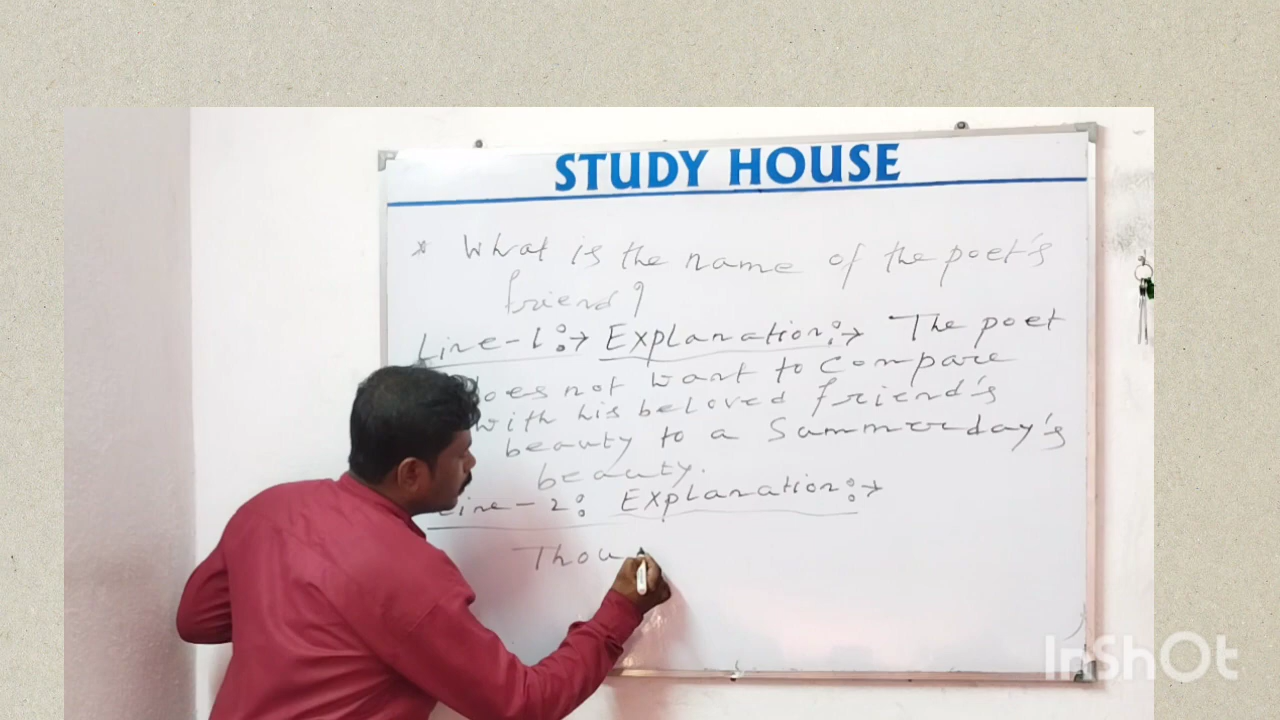 STUDY HOUSE
* What is the name of the poet's
friend?
Line-1:→ Explanation:→ The poet
does not want to compare
with his beloved friend's
beauty to a Summerday's
beauty.
Line-2: Explanation:→
Thou
InShOt